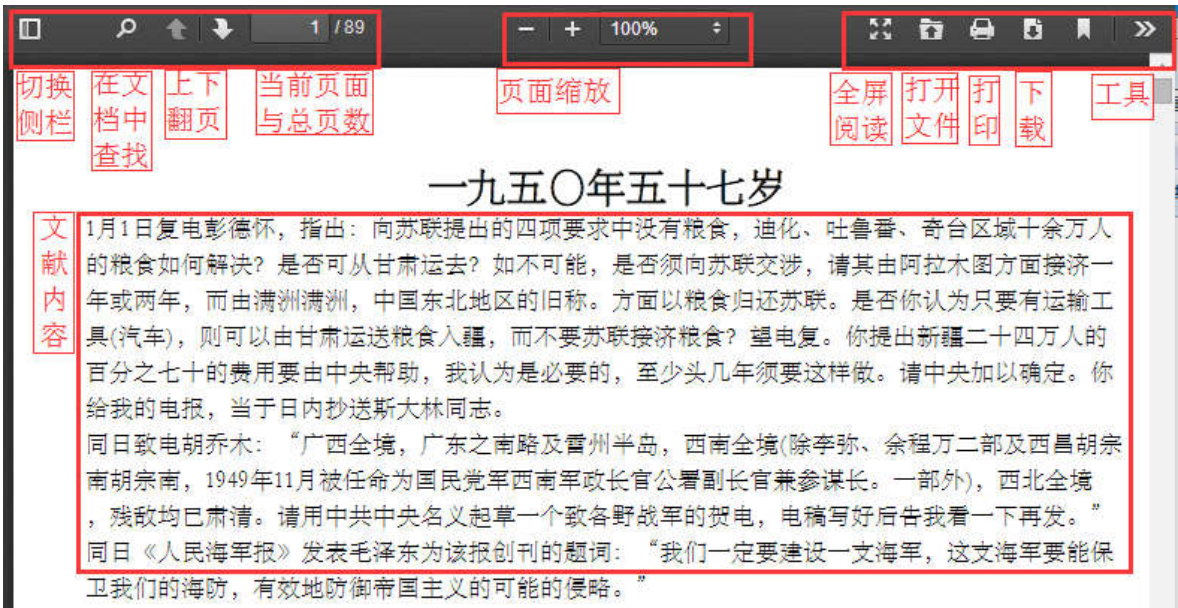 1 / 89
100%
切换
侧栏
在文
档中
查找
上下
翻页
当前页面
与总页数
页面缩放
全屏
阅读
打开
文件
打
印
下
载
工具
一九五〇年五十七岁
文
献
内
容
1月1日复电彭德怀，指出：向苏联提出的四项要求中没有粮食，迪化、吐鲁番、奇台区域十余万人
的粮食如何解决？是否可从甘肃运去？如不可能，是否须向苏联交涉，请其由阿拉木图方面接济一
年或两年，而由满洲满洲，中国东北地区的旧称。方面以粮食归还苏联。是否你认为只要有运输工
具(汽车)，则可以由甘肃运送粮食入疆，而不要苏联接济粮食？望电复。你提出新疆二十四万人的
百分之七十的费用要由中央帮助，我认为是必要的，至少头几年须要这样做。请中央加以确定。你
给我的电报，当于日内抄送斯大林同志。
同日致电胡乔木：“广西全境，广东之南路及雷州半岛，西南全境(除李弥、余程万二部及西昌胡宗
南胡宗南，1949年11月被任命为国民党军西南军政长官公署副长官兼参谋长。一部外)，西北全境
，残敌均已肃清。请用中共中央名义起草一个致各野战军的贺电，电稿写好后告我看一下再发。”
同日《人民海军报》发表毛泽东为该报创刊的题词：“我们一定要建设一支海军，这支海军要能保
卫我们的海防，有效地防御帝国主义的可能的侵略。”